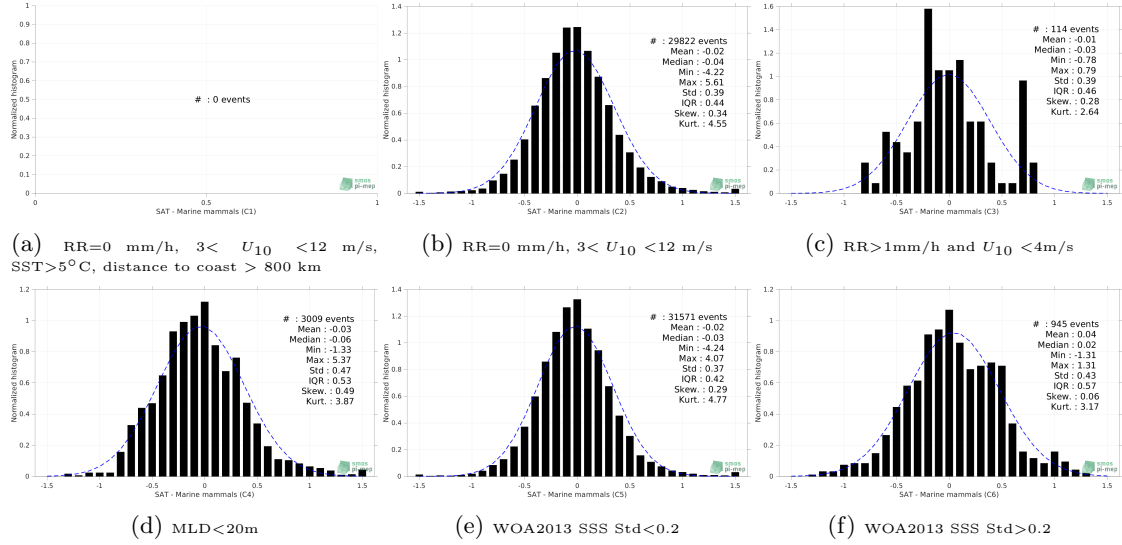 1
0.9
0.8
0.7
0.6
0.5
0.4
0.3
0.2
0.1
0
Normalized histogram
# : 0 events
smos
pi-mep
0 0.5 1
SAT - Marine mammals (C1)
1.4
1.2
1
0.8
0.6
0.4
0.2
0
Normalized histogram
# : 29822 events
Mean : -0.02
Median : -0.04
Min : -4.22
Max : 5.61
Std : 0.39
IQR : 0.44
Skew. : 0.34
Kurt. : 4.55
smos
pi-mep
-1.5 -1 -0.5 0 0.5 1 1.5
SAT - Marine mammals (C2)
1.6
1.4
1.2
1
0.8
0.6
0.4
0.2
0
Normalized histogram
# : 114 events
Mean : -0.01
Median : -0.03
Min : -0.78
Max : 0.79
Std : 0.39
IQR : 0.46
Skew. : 0.28
Kurt. : 2.64
smos
pi-mep
-1.5 -1 -0.5 0 0.5 1 1.5
SAT - Marine mammals (C3)
(a) RR=0 mm/h, 3< U10 <12 m/s,
SST>5°C, distance to coast > 800 km
(b) RR=0 mm/h, 3< U10 <12 m/s
(c) RR>1mm/h and U10 <4m/s
1.2
1
0.8
0.6
0.4
0.2
0
Normalized histogram
# : 3009 events
Mean : -0.03
Median : -0.06
Min : -1.33
Max : 5.37
Std : 0.47
IQR : 0.53
Skew. : 0.49
Kurt. : 3.87
smos
pi-mep
-1.5 -1 -0.5 0 0.5 1 1.5
SAT - Marine mammals (C4)
1.4
1.2
1
0.8
0.6
0.4
0.2
0
Normalized histogram
# : 31571 events
Mean : -0.02
Median : -0.03
Min : -4.24
Max : 4.07
Std : 0.37
IQR : 0.42
Skew. : 0.29
Kurt. : 4.77
smos
pi-mep
-1.5 -1 -0.5 0 0.5 1 1.5
SAT - Marine mammals (C5)
1.2
1
0.8
0.6
0.4
0.2
0
Normalized histogram
# : 945 events
Mean : 0.04
Median : 0.02
Min : -1.31
Max : 1.31
Std : 0.43
IQR : 0.57
Skew. : 0.06
Kurt. : 3.17
smos
pi-mep
-1.5 -1 -0.5 0 0.5 1 1.5
SAT - Marine mammals (C6)
(d) MLD<20m
(e) WOA2013 SSS Std<0.2
(f) WOA2013 SSS Std>0.2